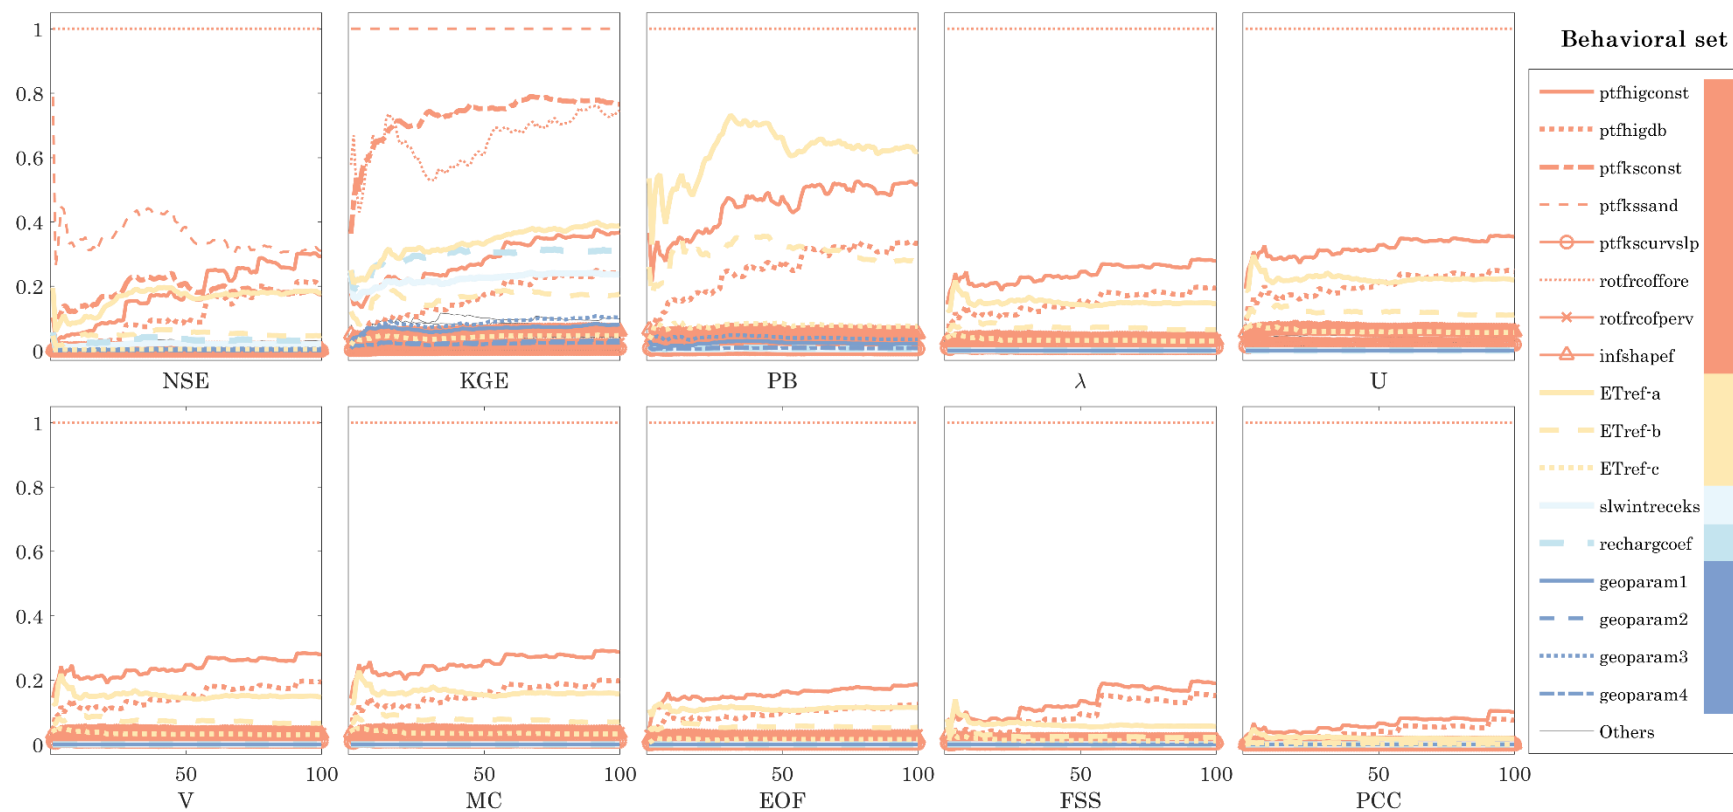 Behavioral set
1
0.8
0.6
0.4
0.2
0
NSE
KGE
PB
λ
U
1
0.8
0.6
0.4
0.2
0
50
100
50
100
50
100
50
100
50
100
V
MC
EOF
FSS
PCC
ptfhigconst
ptfhigdb
ptfksconst
ptfkssand
ptfkscurvslp
rotfrcoffore
rotfrcofperv
infshapef
ETref-a
ETref-b
ETref-c
slwintreceks
rechargcoef
geoparam1
geoparam2
geoparam3
geoparam4
Others